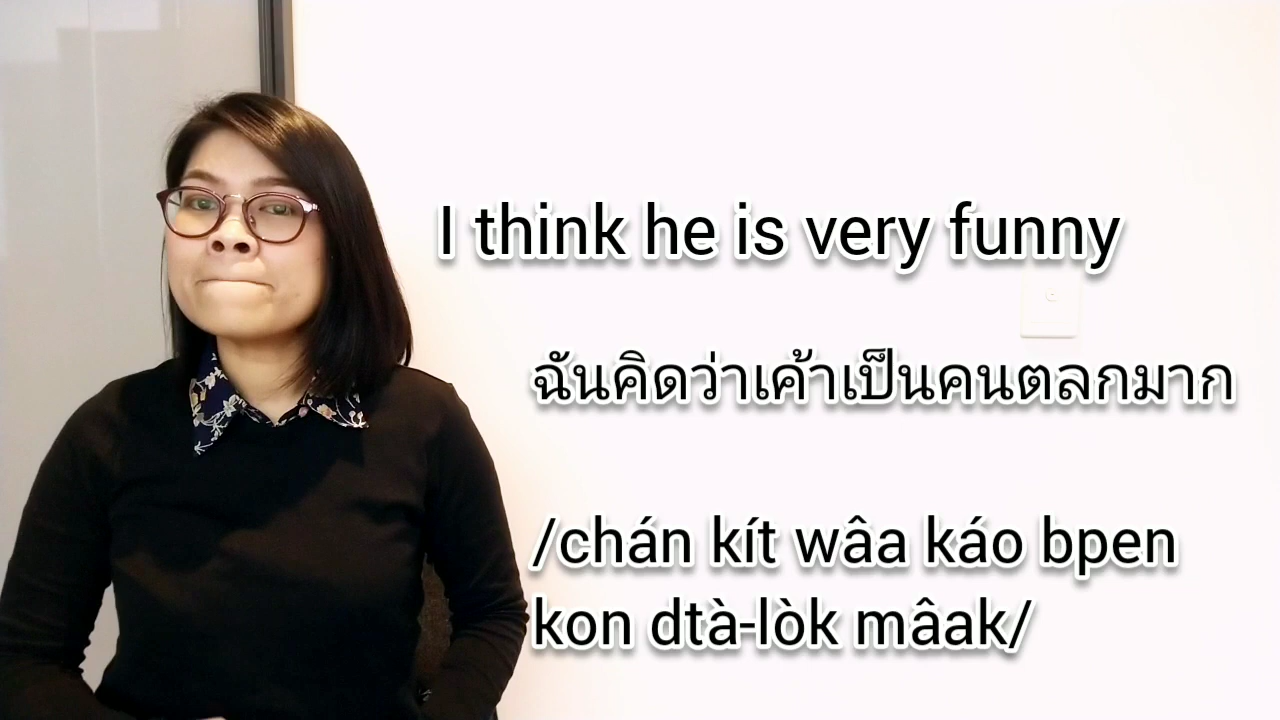 I think he is very funny
ฉันคิดว่าเค้าเป็นคนตลกมาก
/chán kít wâa káo bpen
kon dtà-lòk mâak/